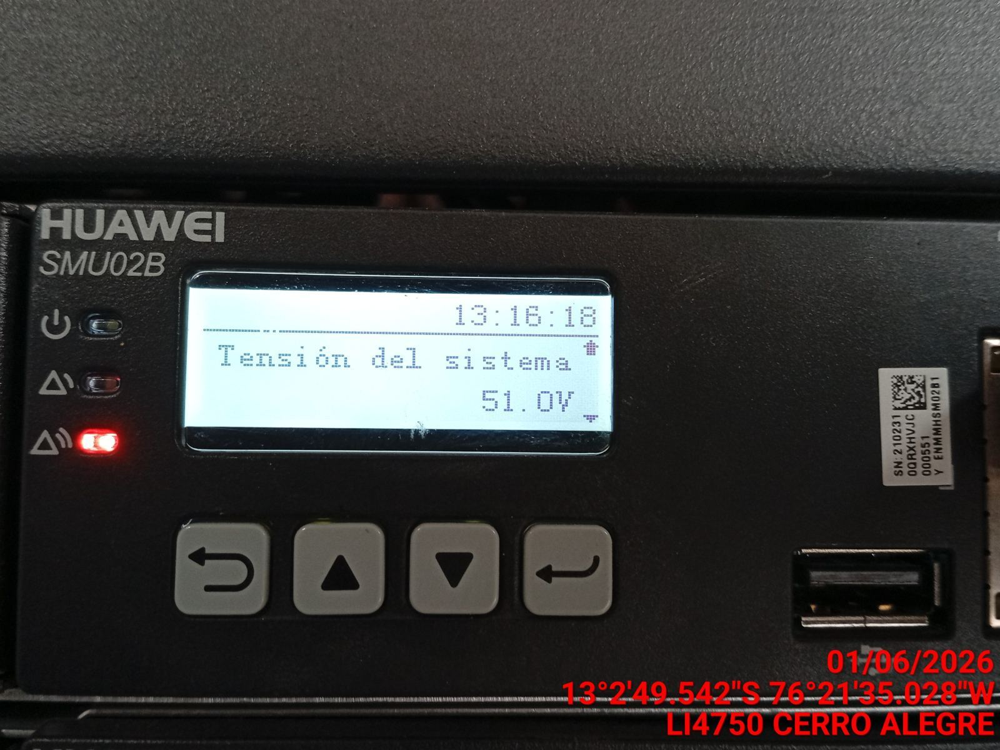 HUAWEI
SMU02B
13:16:18
Tensión del sistema
51.0V
SN:210231
0QRXHVJC
000551
Y ENMMHSM02B1
01/06/2026
13°2'49.542"S 76°21'35.028"W
LI4750 CERRO ALEGRE